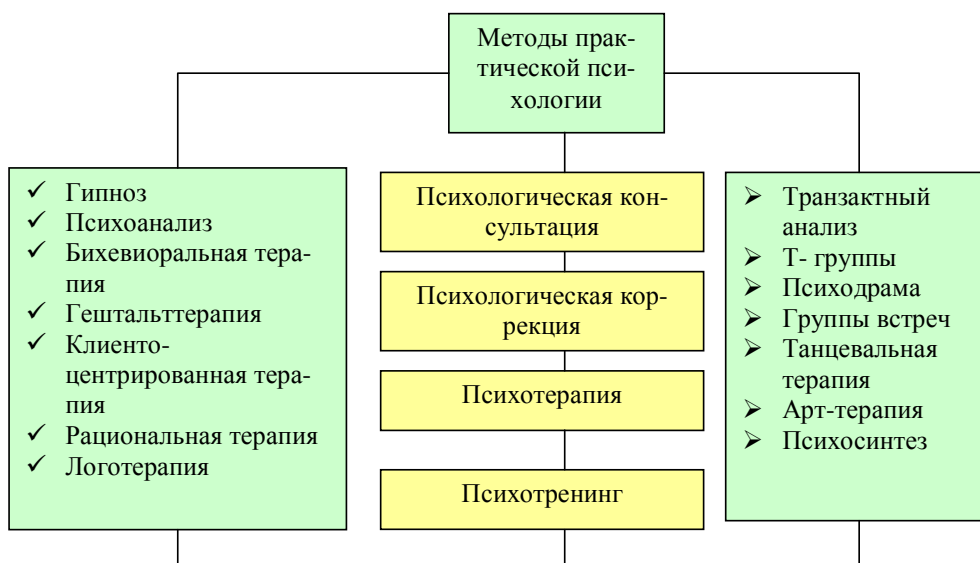 Методы прак-
тической пси-
хологии
✓ Гипноз
✓ Психоанализ
✓ Бихевиоральная тера-
пия
✓ Гештальттерапия
✓ Клиенто-
центрированная тера-
пия
✓ Рациональная терапия
✓ Логотерапия
Психологическая кон-
сультация
Психологическая кор-
рекция
Психотерапия
Психотренинг
➢ Транзактный
анализ
➢ Т- группы
➢ Психодрама
➢ Группы встреч
➢ Танцевальная
терапия
➢ Арт-терапия
➢ Психосинтез